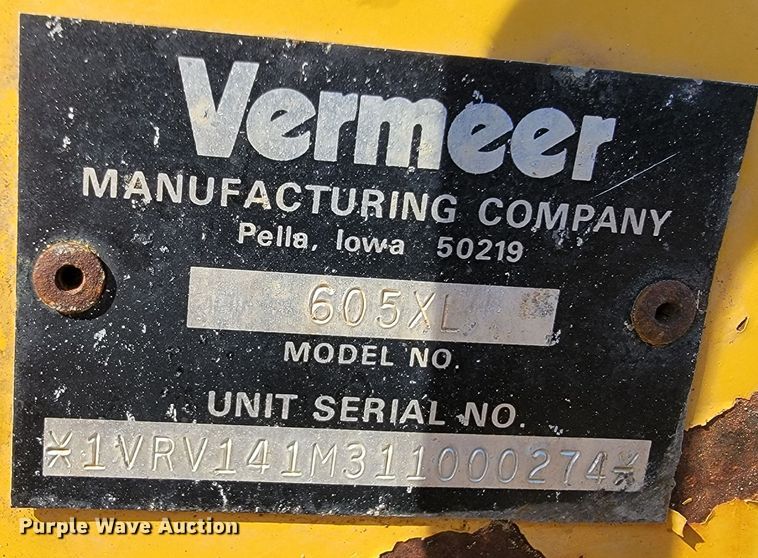 Vermeer
MANUFACTURING COMPANY
Pella, Iowa 50219
605XL
MODEL NO.
UNIT SERIAL NO.
*1VRV141M311000274*
Purple Wave Auction